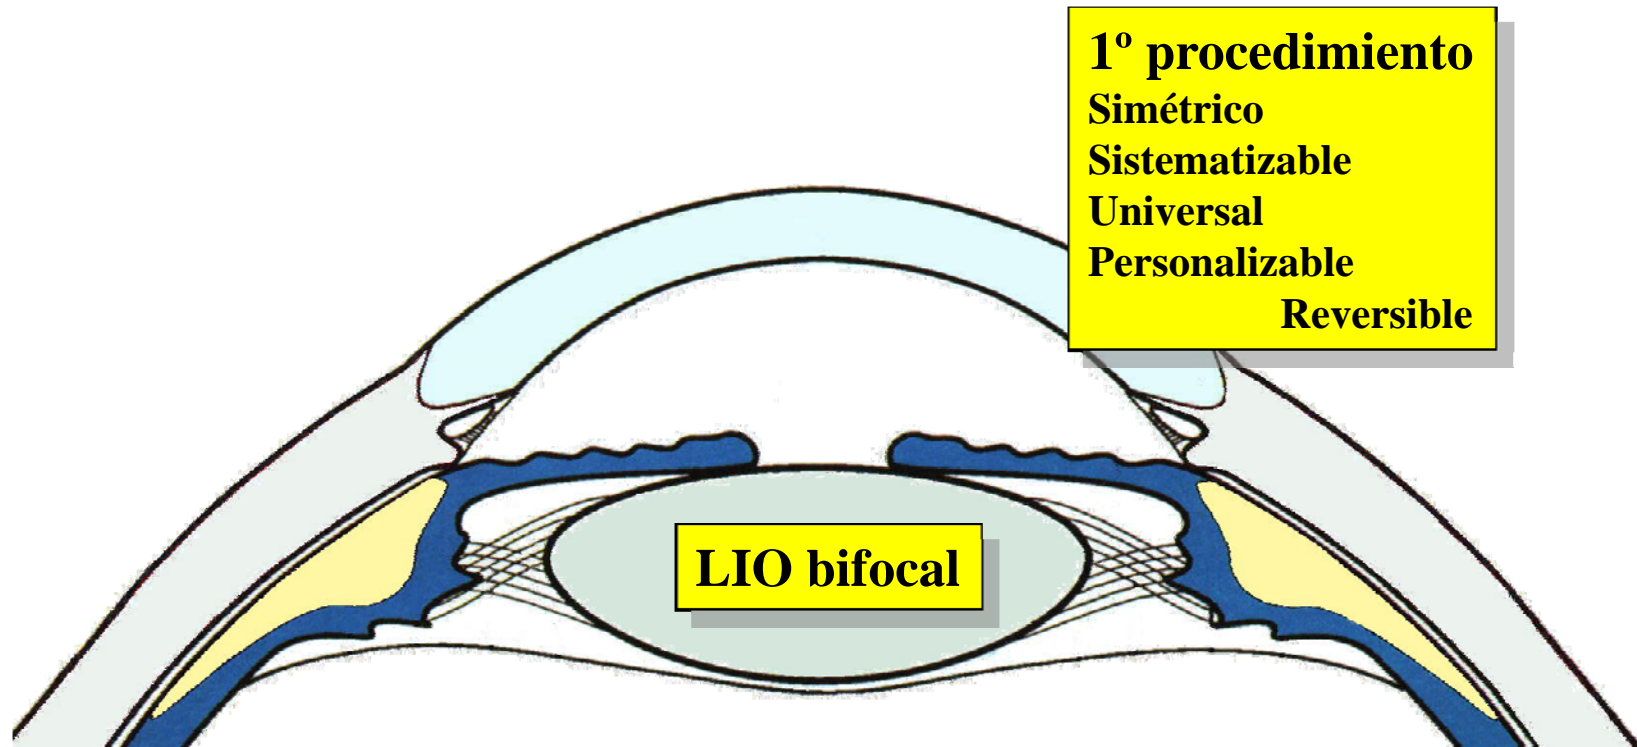 1º procedimiento
Simétrico
Sistematizable
Universal
Personalizable
Reversible
LIO bifocal